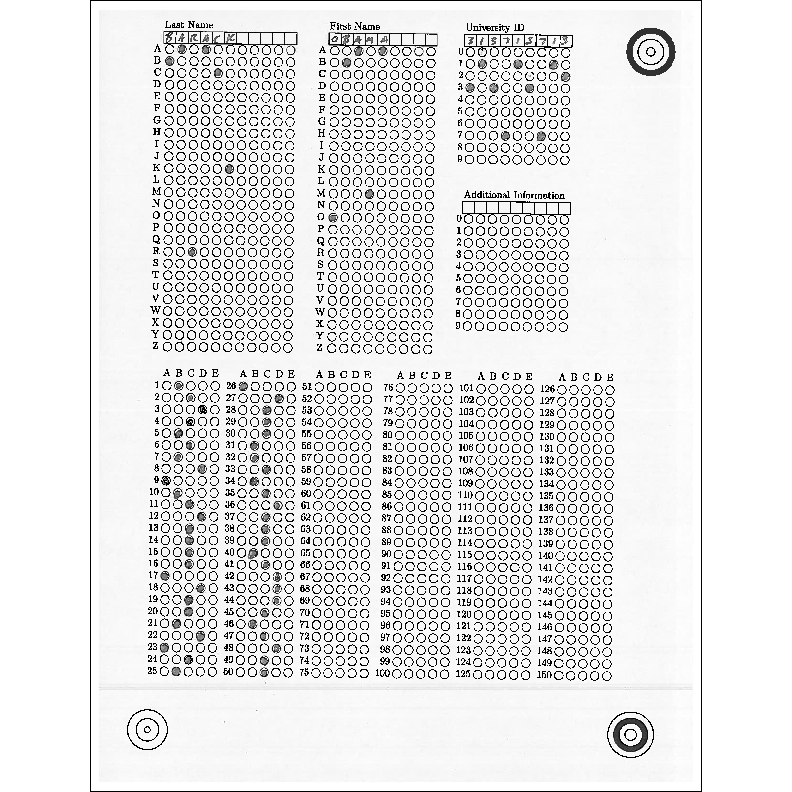 Last Name First Name University ID
B A R A C K O B A M A
A A 0
B B 1
C C 2
D D 3
E E 4
F F 5
G G 6
H H 7
I I 8
J J 9
K K
L L
M M Additional Information
N N
O O 0
P P 1
Q Q 2
R R 3
S S 4
T T 5
U U 6
V V 7
W W 8
X X 9
Y Y
Z Z
A B C D E A B C D E A B C D E A B C D E A B C D E A B C D E
1 26 51 76 101 126
2 27 52 77 102 127
3 28 53 78 103 128
4 29 54 79 104 129
5 30 55 80 105 130
6 31 56 81 106 131
7 32 57 82 107 132
8 33 58 83 108 133
9 34 59 84 109 134
10 35 60 85 110 135
11 36 61 86 111 136
12 37 62 87 112 137
13 38 63 88 113 138
14 39 64 89 114 139
15 40 65 90 115 140
16 41 66 91 116 141
17 42 67 92 117 142
18 43 68 93 118 143
19 44 69 94 119 144
20 45 70 95 120 145
21 46 71 96 121 146
22 47 72 97 122 147
23 48 73 98 123 148
24 49 74 99 124 149
25 50 75 100 125 150